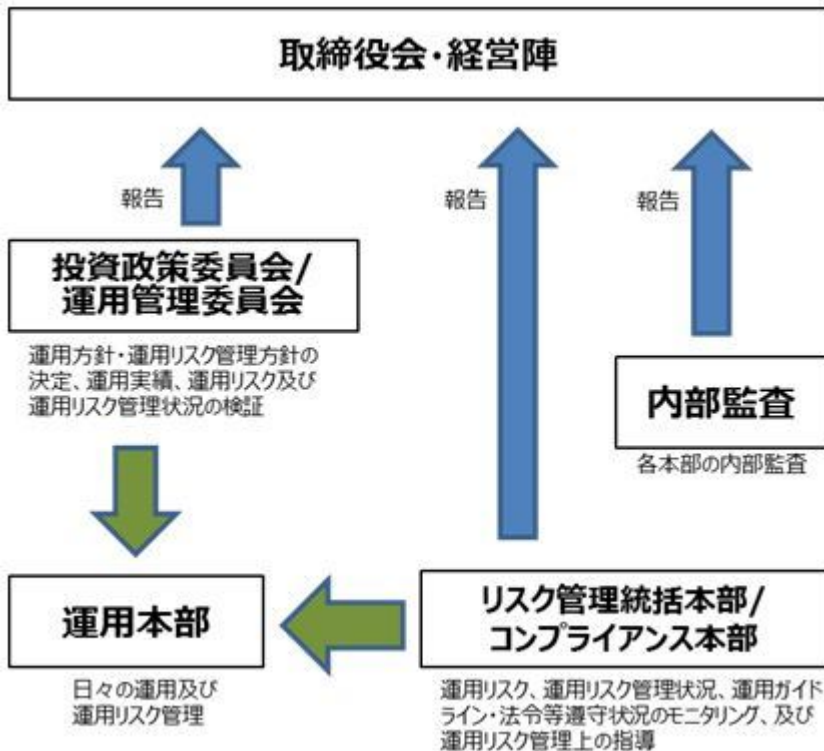 取締役会・経営陣
報告
報告
報告
投資政策委員会/
運用管理委員会
運用方針・運用リスク管理方針の
決定、運用実績、運用リスク及び
運用リスク管理状況の検証
内部監査
各本部の内部監査
運用本部
日々の運用及び
運用リスク管理
リスク管理統括本部/
コンプライアンス本部
運用リスク、運用リスク管理状況、運用ガイド
ライン・法令等遵守状況のモニタリング、及び
運用リスク管理上の指導